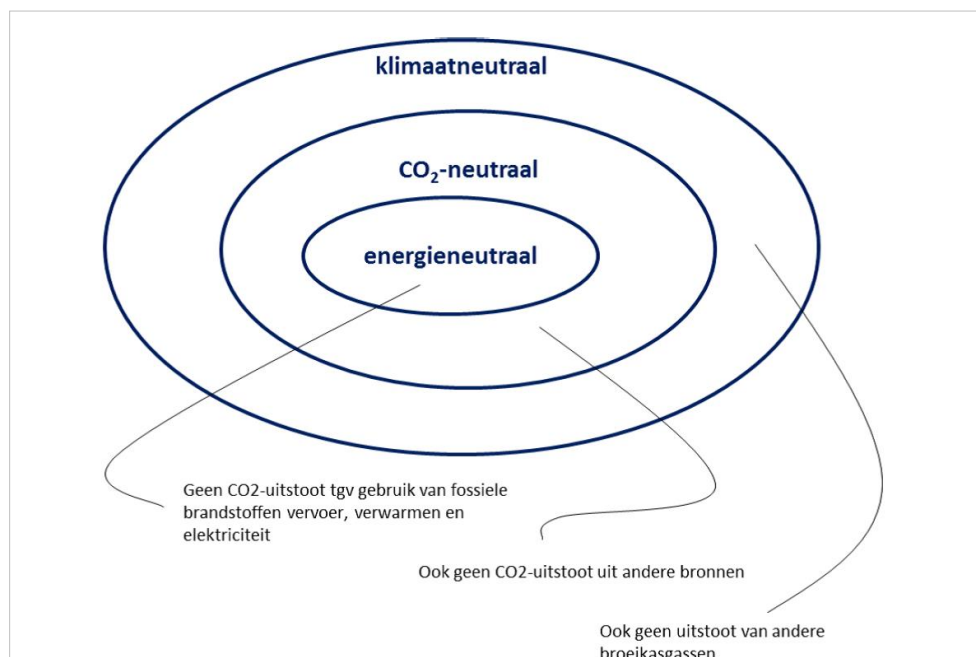 klimaatneutraal
CO₂-neutraal
energieneutraal
Geen CO2-uitstoot tgv gebruik van fossiele
brandstoffen vervoer, verwarmen en
elektriciteit
Ook geen CO2-uitstoot uit andere bronnen
Ook geen uitstoot van andere
broeikasgassen